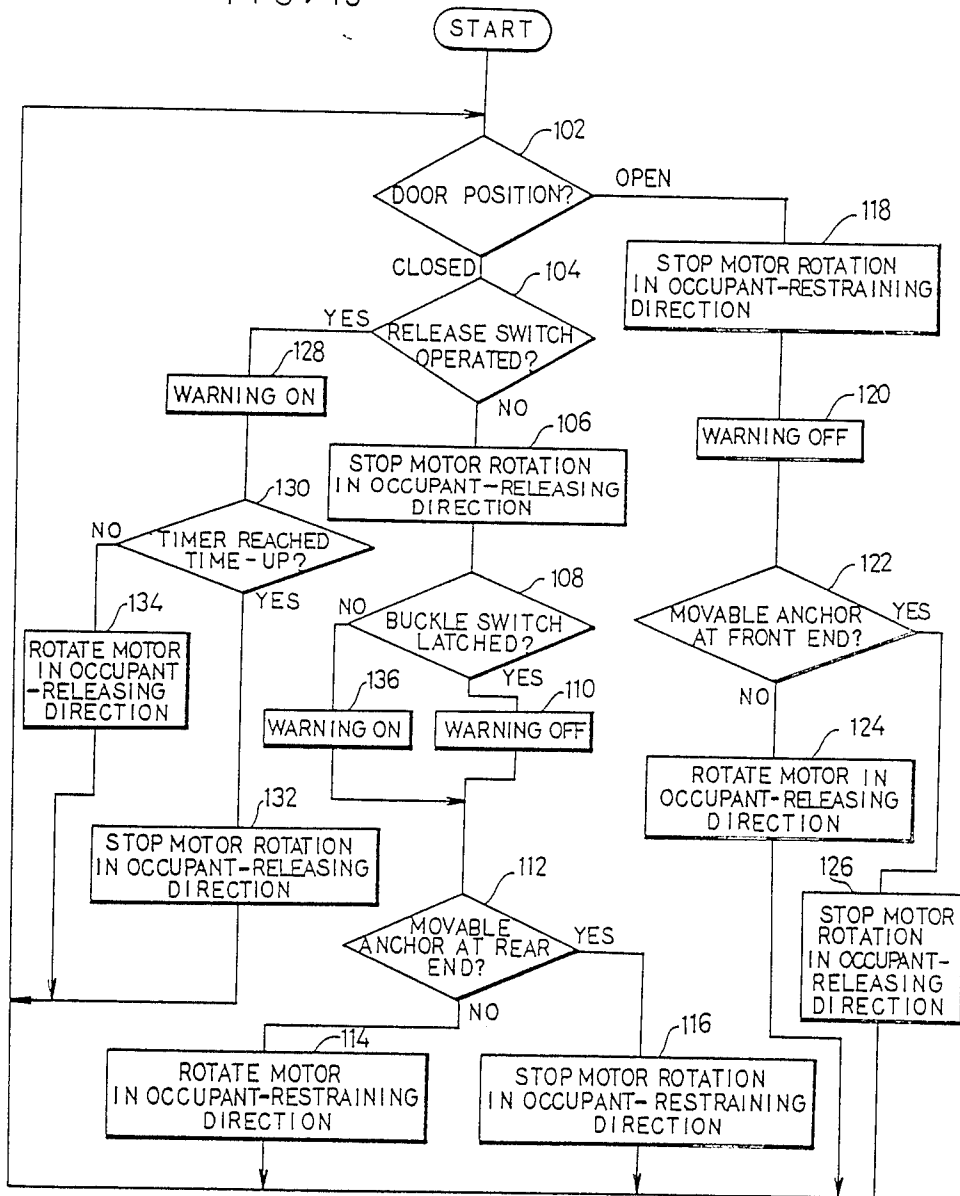 START
102
DOOR POSITION?
OPEN
118
STOP MOTOR ROTATION
IN OCCUPANT-RESTRAINING
DIRECTION
CLOSED
104
YES
RELEASE SWITCH
OPERATED?
128
WARNING ON
NO
120
WARNING OFF
106
STOP MOTOR ROTATION
IN OCCUPANT-RELEASING
DIRECTION
130
NO
TIMER REACHED
TIME-UP?
YES
108
NO
BUCKLE SWITCH
LATCHED?
YES
122
MOVABLE ANCHOR
AT FRONT END?
YES
NO
134
ROTATE MOTOR
IN OCCUPANT
-RELEASING
DIRECTION
136
WARNING ON
110
WARNING OFF
124
ROTATE MOTOR IN
OCCUPANT-RELEASING
DIRECTION
132
STOP MOTOR ROTATION
IN OCCUPANT-RELEASING
DIRECTION
112
MOVABLE
ANCHOR AT REAR
END?
YES
NO
126
STOP MOTOR
ROTATION
IN OCCUPANT-
RELEASING
DIRECTION
114
ROTATE MOTOR
IN OCCUPANT-RESTRAINING
DIRECTION
116
STOP MOTOR ROTATION
IN OCCUPANT-RESTRAINING
DIRECTION